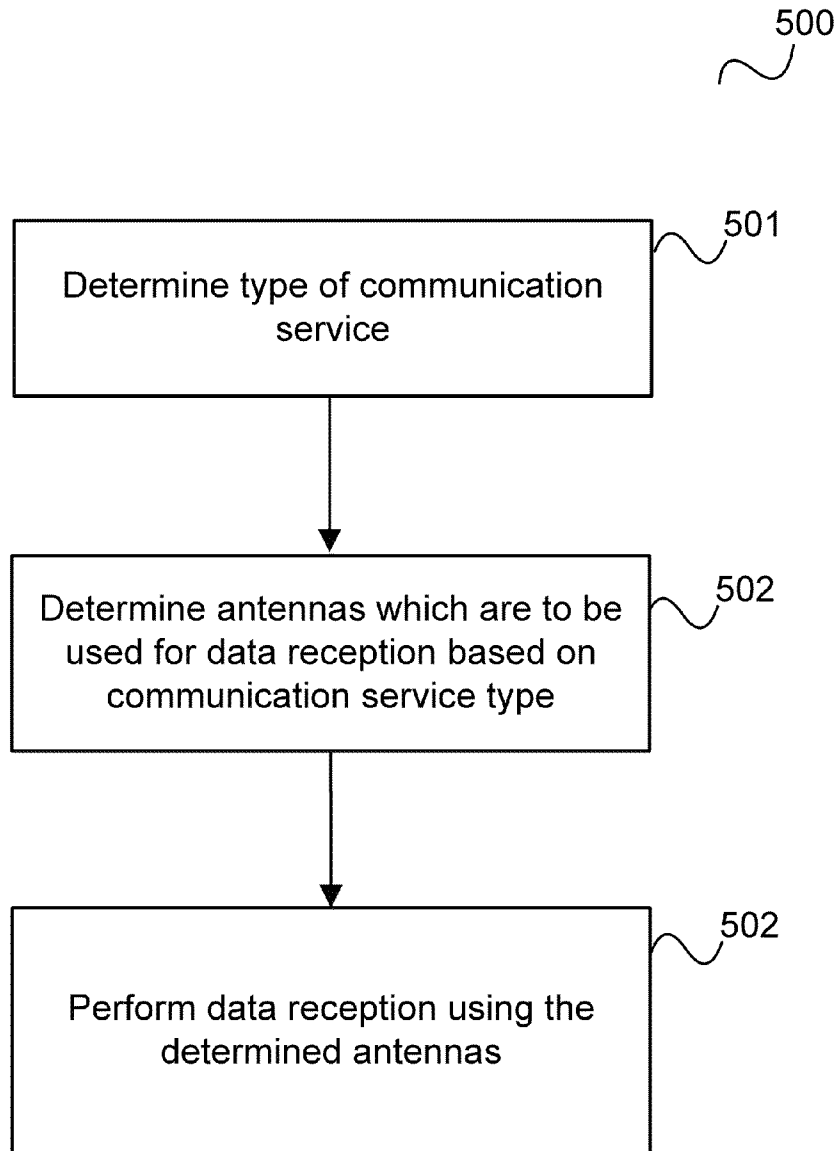 500
501
Determine type of communication
service
502
Determine antennas which are to be
used for data reception based on
communication service type
502
Perform data reception using the
determined antennas